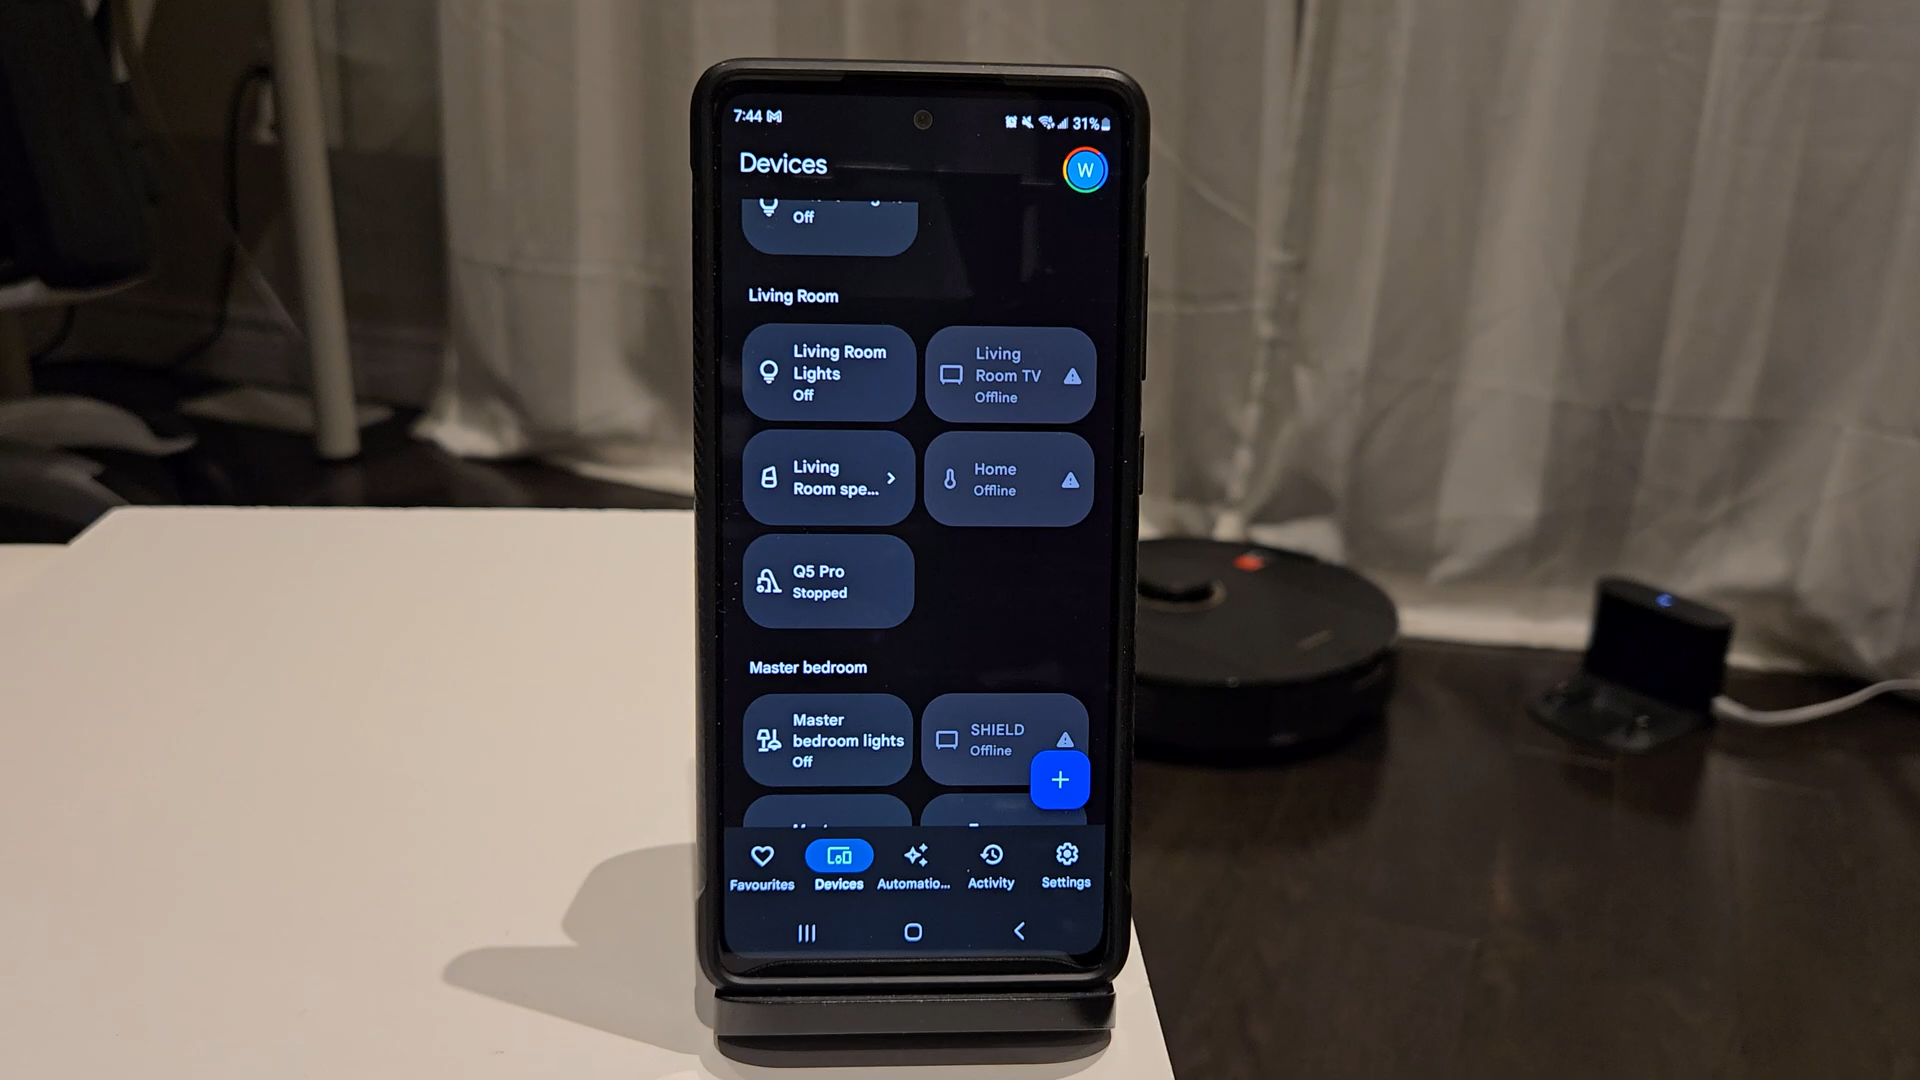 7:44
31%
Devices
W
Off
Living Room
Living Room
Lights
Off
Living
Room TV
Offline
Living
Room spe...
Home
Offline
Q5 Pro
Stopped
Master bedroom
Master
bedroom lights
Off
SHIELD
Offline
Favourites
Devices
Automatio...
Activity
Settings